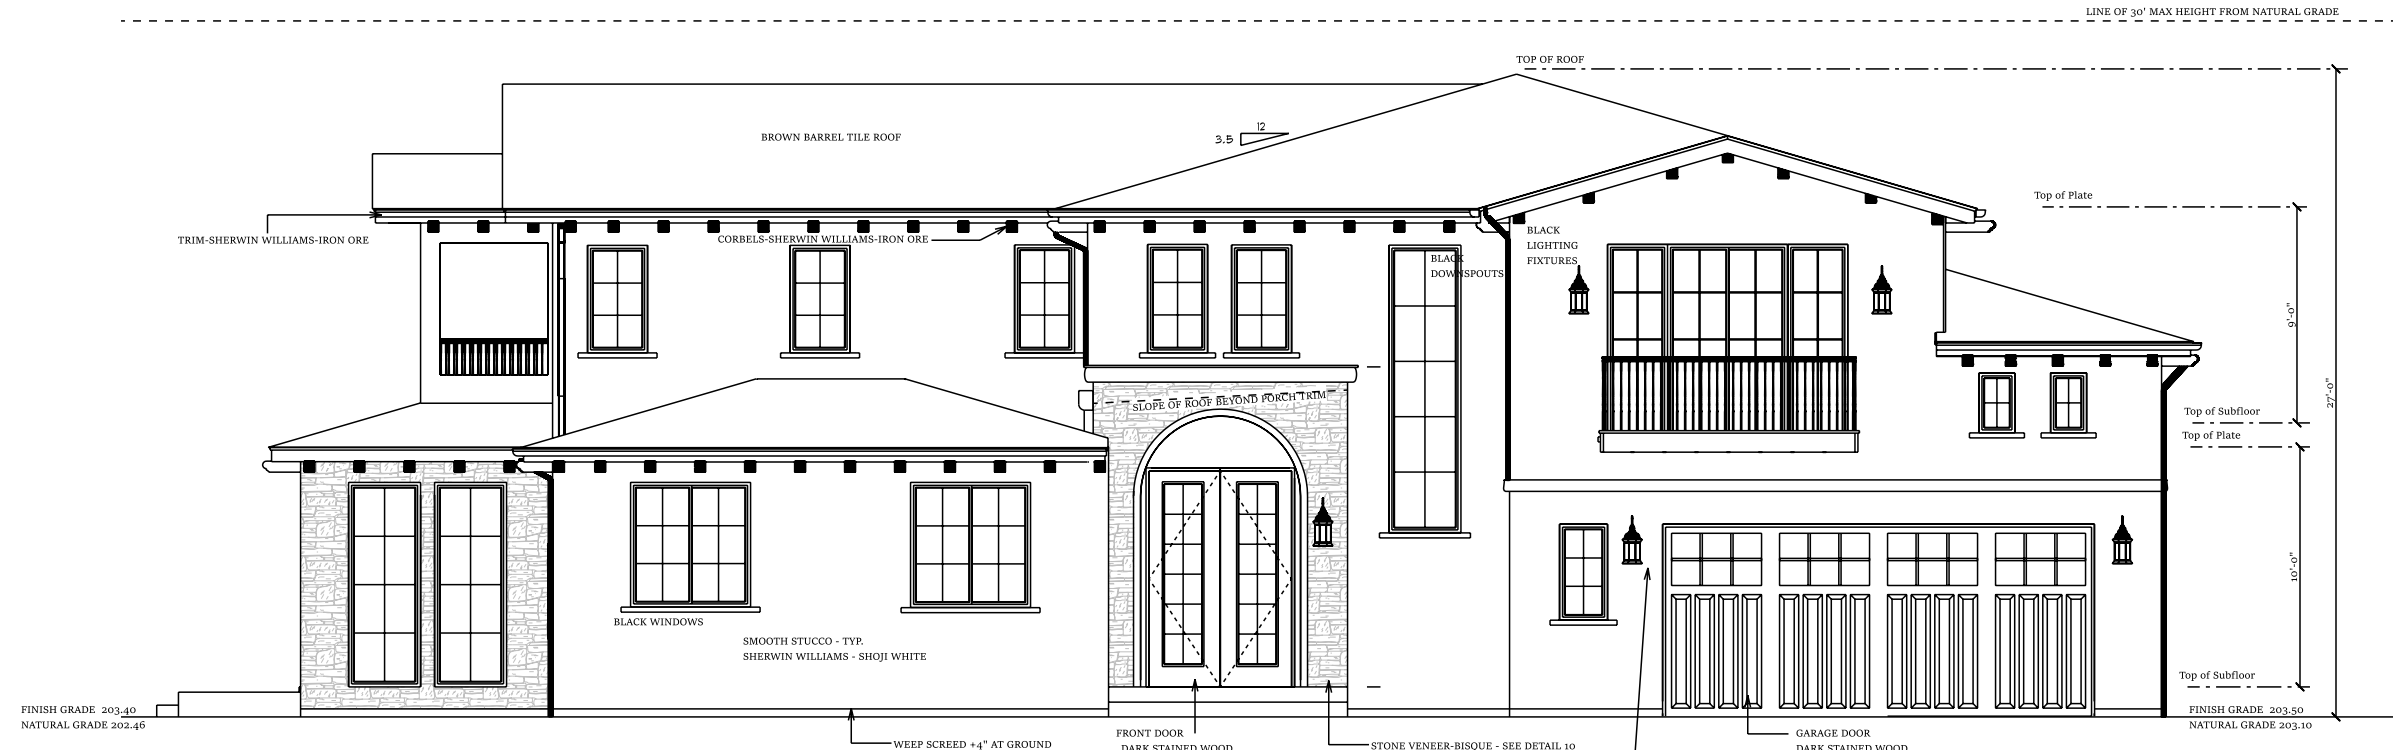 LINE OF 30' MAX HEIGHT FROM NATURAL GRADE
TOP OF ROOF
BROWN BARREL TILE ROOF
12
3.5
Top of Plate
TRIM-SHERWIN WILLIAMS-IRON ORE
CORBELS-SHERWIN WILLIAMS-IRON ORE
BLACK
LIGHTING
FIXTURES
BLACK
DOWNSPOUTS
9'-0"
27'-0"
SLOPE OF ROOF BEYOND PORCH TRIM
Top of Subfloor
Top of Plate
10'-0"
BLACK WINDOWS
SMOOTH STUCCO - TYP.
SHERWIN WILLIAMS - SHOJI WHITE
Top of Subfloor
FINISH GRADE 203.40
NATURAL GRADE 202.46
FINISH GRADE 203.50
NATURAL GRADE 203.10
WEEP SCREED +4" AT GROUND
FRONT DOOR
DARK STAINED WOOD
STONE VENEER-BISQUE - SEE DETAIL 10
GARAGE DOOR
DARK STAINED WOOD